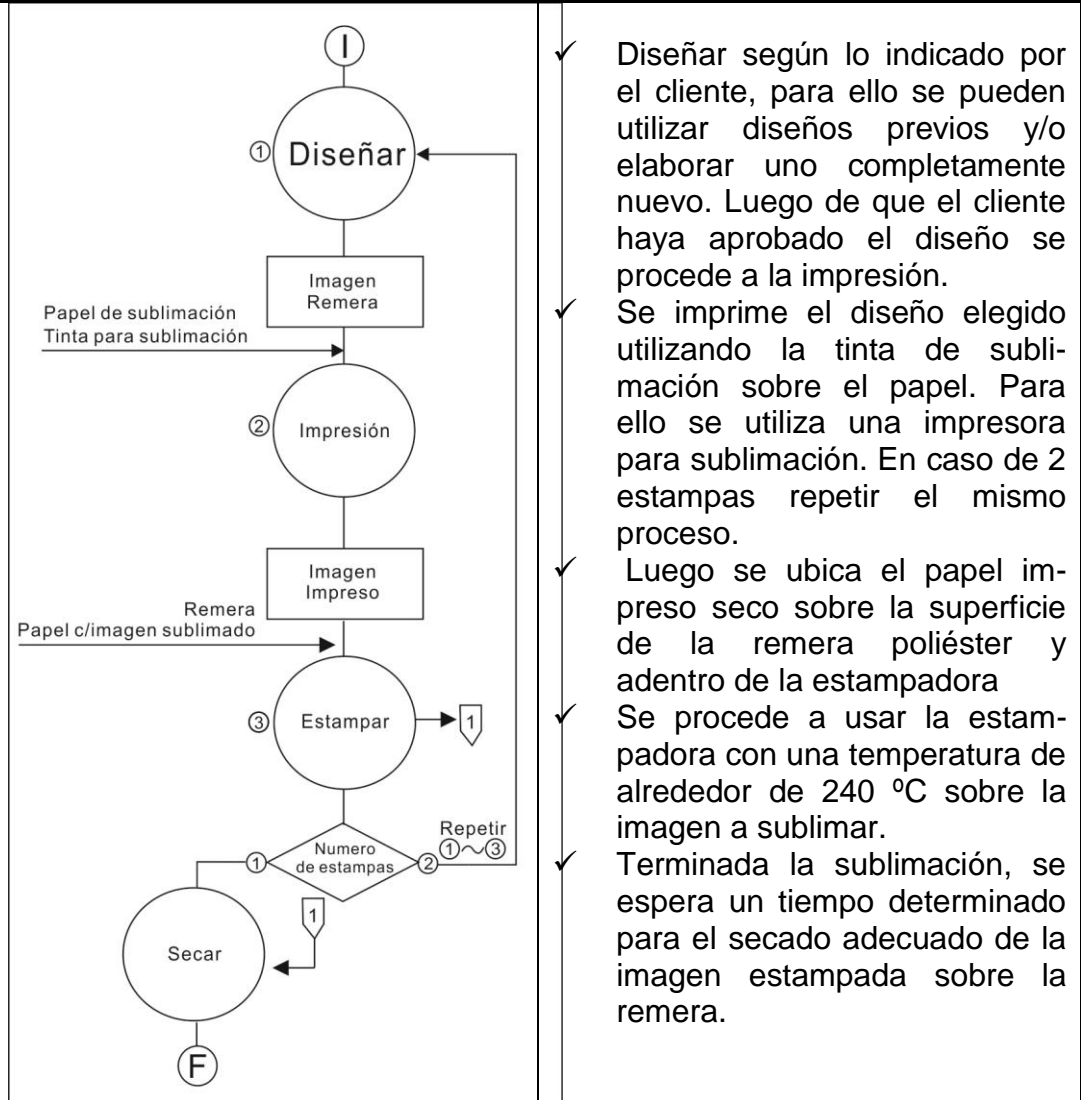 I
① Diseñar
Imagen
Remera
Papel de sublimación
Tinta para sublimación
② Impresión
Imagen
Impreso
Remera
Papel c/imagen sublimado
③ Estampar
1
Repetir
①～③
① Numero ②
de estampas
1
Secar
F
✓ Diseñar según lo indicado por
el cliente, para ello se pueden
utilizar diseños previos y/o
elaborar uno completamente
nuevo. Luego de que el cliente
haya aprobado el diseño se
procede a la impresión.
✓ Se imprime el diseño elegido
utilizando la tinta de subli-
mación sobre el papel. Para
ello se utiliza una impresora
para sublimación. En caso de 2
estampas repetir el mismo
proceso.
✓ Luego se ubica el papel im-
preso seco sobre la superficie
de la remera poliéster y
adentro de la estampadora
✓ Se procede a usar la estam-
padora con una temperatura de
alrededor de 240 ºC sobre la
imagen a sublimar.
✓ Terminada la sublimación, se
espera un tiempo determinado
para el secado adecuado de la
imagen estampada sobre la
remera.